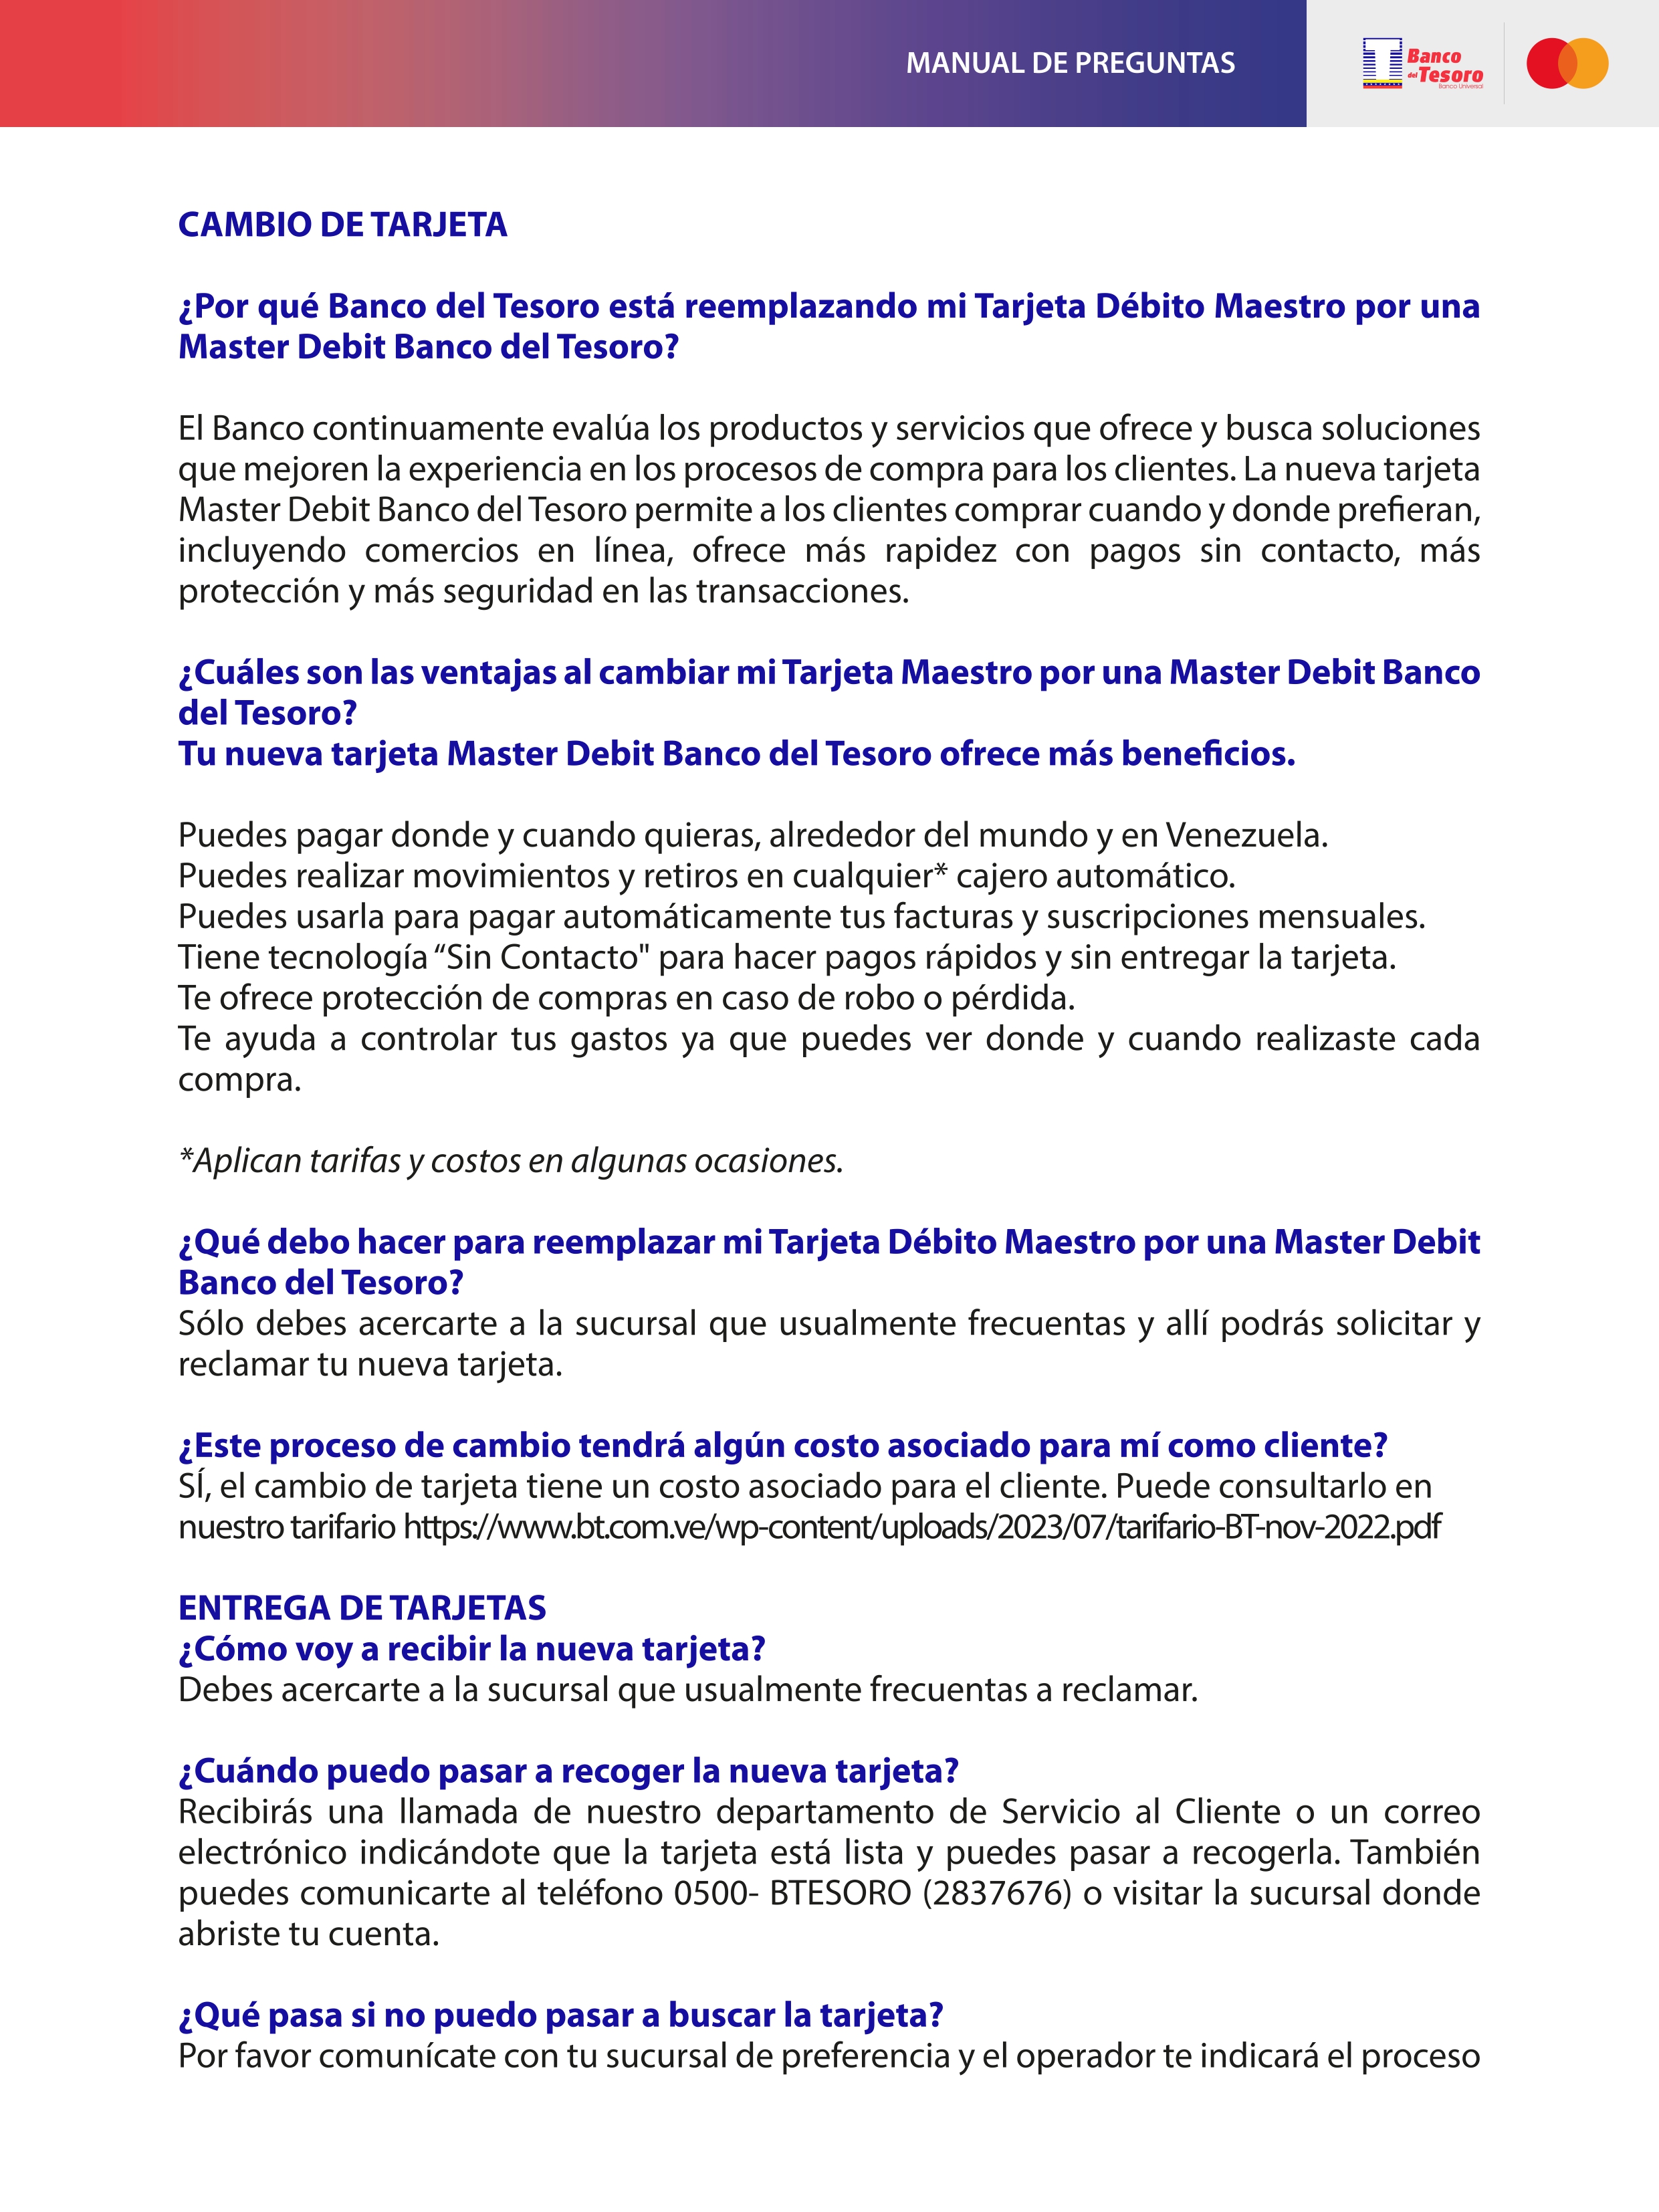 MANUAL DE PREGUNTAS
Banco
del Tesoro
Banco Universal
CAMBIO DE TARJETA
¿Por qué Banco del Tesoro está reemplazando mi Tarjeta Débito Maestro por una
Master Debit Banco del Tesoro?
El Banco continuamente evalúa los productos y servicios que ofrece y busca soluciones
que mejoren la experiencia en los procesos de compra para los clientes. La nueva tarjeta
Master Debit Banco del Tesoro permite a los clientes comprar cuando y donde prefieran,
incluyendo comercios en línea, ofrece más rapidez con pagos sin contacto, más
protección y más seguridad en las transacciones.
¿Cuáles son las ventajas al cambiar mi Tarjeta Maestro por una Master Debit Banco
del Tesoro?
Tu nueva tarjeta Master Debit Banco del Tesoro ofrece más beneficios.
Puedes pagar donde y cuando quieras, alrededor del mundo y en Venezuela.
Puedes realizar movimientos y retiros en cualquier* cajero automático.
Puedes usarla para pagar automáticamente tus facturas y suscripciones mensuales.
Tiene tecnología “Sin Contacto" para hacer pagos rápidos y sin entregar la tarjeta.
Te ofrece protección de compras en caso de robo o pérdida.
Te ayuda a controlar tus gastos ya que puedes ver donde y cuando realizaste cada
compra.
*Aplican tarifas y costos en algunas ocasiones.
¿Qué debo hacer para reemplazar mi Tarjeta Débito Maestro por una Master Debit
Banco del Tesoro?
Sólo debes acercarte a la sucursal que usualmente frecuentas y allí podrás solicitar y
reclamar tu nueva tarjeta.
¿Este proceso de cambio tendrá algún costo asociado para mí como cliente?
SÍ, el cambio de tarjeta tiene un costo asociado para el cliente. Puede consultarlo en
nuestro tarifario https://www.bt.com.ve/wp-content/uploads/2023/07/tarifario-BT-nov-2022.pdf
ENTREGA DE TARJETAS
¿Cómo voy a recibir la nueva tarjeta?
Debes acercarte a la sucursal que usualmente frecuentas a reclamar.
¿Cuándo puedo pasar a recoger la nueva tarjeta?
Recibirás una llamada de nuestro departamento de Servicio al Cliente o un correo
electrónico indicándote que la tarjeta está lista y puedes pasar a recogerla. También
puedes comunicarte al teléfono 0500- BTESORO (2837676) o visitar la sucursal donde
abriste tu cuenta.
¿Qué pasa si no puedo pasar a buscar la tarjeta?
Por favor comunícate con tu sucursal de preferencia y el operador te indicará el proceso